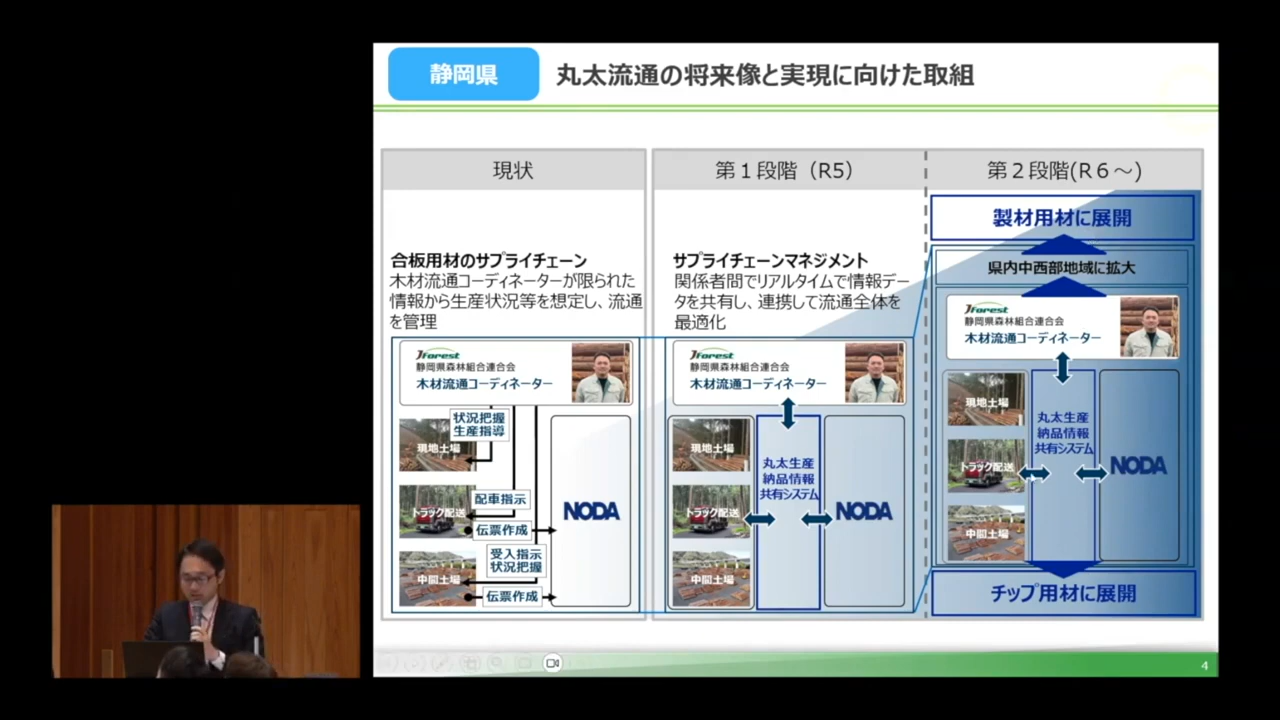 静岡県
丸太流通の将来像と実現に向けた取組
現状
合板用材のサプライチェーン
木材流通コーディネーターが限られた
情報から生産状況等を想定し、流通
を管理
Jforest
静岡県森林組合連合会
木材流通コーディネーター
状況把握
生産指導
現地土場
配車指示
トラック配送
伝票作成
受入指示
状況把握
中間土場
伝票作成
NODA
第１段階（R5）
サプライチェーンマネジメント
関係者間でリアルタイムで情報デー
タを共有し、連携して流通全体を
最適化
Jforest
静岡県森林組合連合会
木材流通コーディネーター
現地土場
トラック配送
中間土場
丸太生産
納品情報
共有システム
NODA
第２段階(R６～)
製材用材に展開
県内中西部地域に拡大
Jforest
静岡県森林組合連合会
木材流通コーディネーター
現地土場
トラック配送
中間土場
丸太生産
納品情報
共有システム
NODA
チップ用材に展開
4